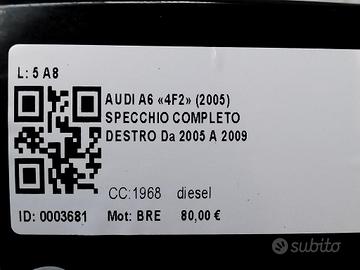 L: 5 A8
AUDI A6 «4F2» (2005)
SPECCHIO COMPLETO
DESTRO Da 2005 A 2009
CC:1968 diesel
ID: 0003681 Mot: BRE 80,00 €
subito